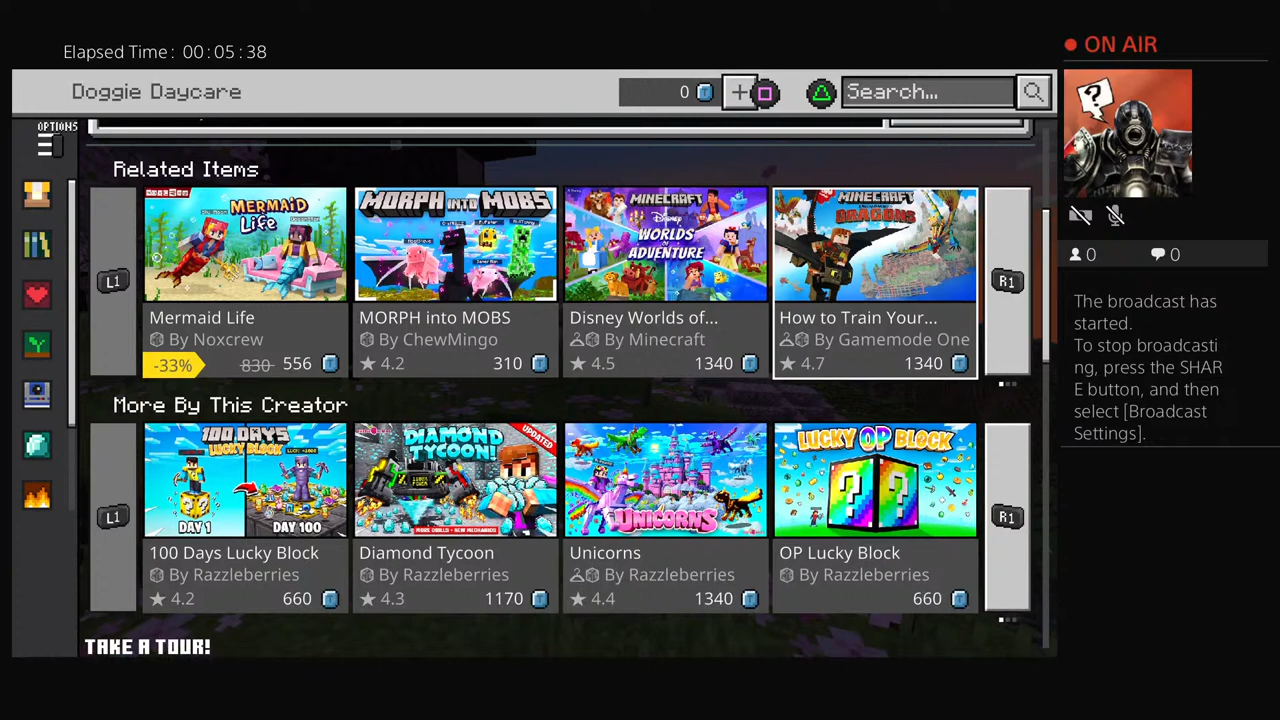 Elapsed Time: 00:05:38
ON AIR
Doggie Daycare
0
Search...
OPTIONS
Related Items
L1
MERMAID LIFE
MORPH INTO MOBS
MINECRAFT
Disney
WORLDS OF ADVENTURE
MINECRAFT
DRAGONS
R1
Mermaid Life
By Noxcrew
-33% 830 556
MORPH into MOBS
By ChewMingo
4.2 310
Disney Worlds of...
By Minecraft
4.5 1340
How to Train Your...
By Gamemode One
4.7 1340
More By This Creator
L1
100 DAYS
LUCKY BLOCK
DAY 1
DAY 100
DIAMOND TYCOON!
UPDATED
UNICORNS
LUCKY OP BLOCK
? ?
R1
100 Days Lucky Block
By Razzleberries
4.2 660
Diamond Tycoon
By Razzleberries
4.3 1170
Unicorns
By Razzleberries
4.4 1340
OP Lucky Block
By Razzleberries
660
TAKE A TOUR!
?
0 0
The broadcast has
started.
To stop broadcasti
ng, press the SHAR
E button, and then
select [Broadcast
Settings].